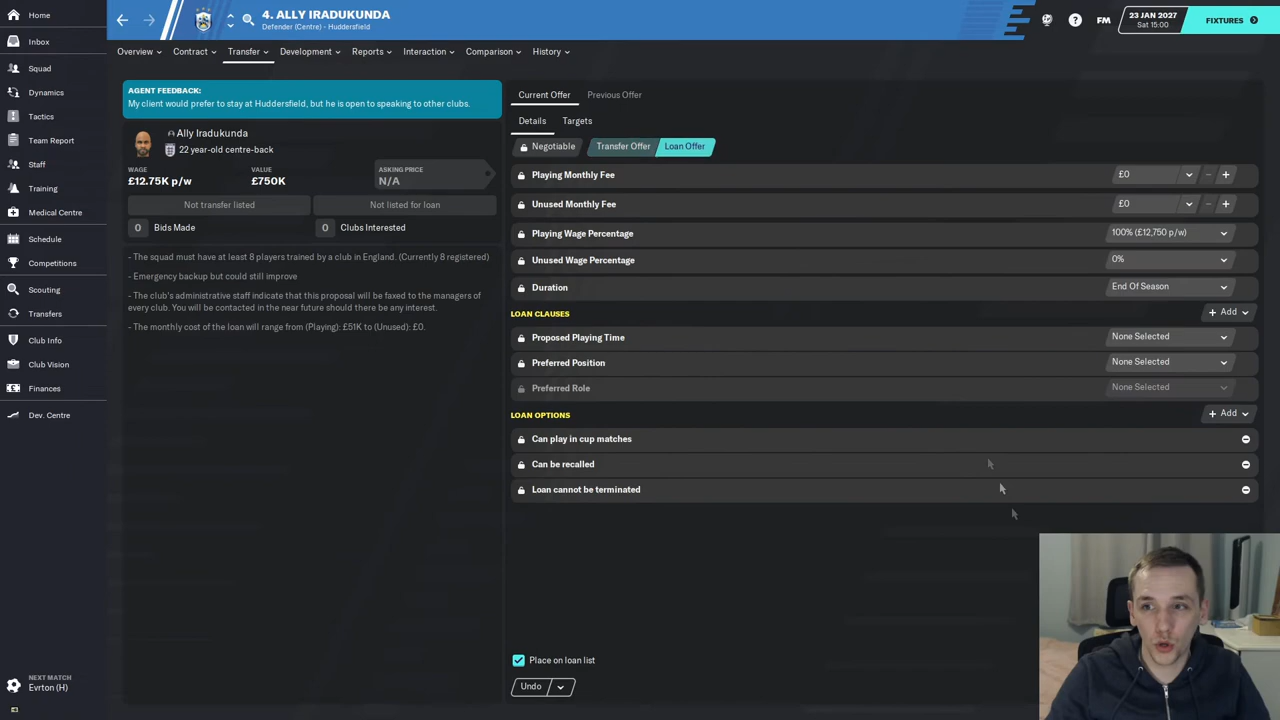 Home
Inbox
Squad
Dynamics
Tactics
Team Report
Staff
Training
Medical Centre
Schedule
Competitions
Scouting
Transfers
Club Info
Club Vision
Finances
Dev. Centre
NEXT MATCH
Evrton (H)
4. ALLY IRADUKUNDA
Defender (Centre) - Huddersfield
FM
23 JAN 2027
Sat 15:00
FIXTURES
Overview
Contract
Transfer
Development
Reports
Interaction
Comparison
History
AGENT FEEDBACK:
My client would prefer to stay at Huddersfield, but he is open to speaking to other clubs.
Ally Iradukunda
22 year-old centre-back
WAGE
£12.75K p/w
VALUE
£750K
ASKING PRICE
N/A
Not transfer listed
Not listed for loan
0 Bids Made
0 Clubs Interested
- The squad must have at least 8 players trained by a club in England. (Currently 8 registered)
- Emergency backup but could still improve
- The club's administrative staff indicate that this proposal will be faxed to the managers of
every club. You will be contacted in the near future should there be any interest.
- The monthly cost of the loan will range from (Playing): £51K to (Unused): £0.
Current Offer
Previous Offer
Details
Targets
Negotiable
Transfer Offer
Loan Offer
Playing Monthly Fee £0
Unused Monthly Fee £0
Playing Wage Percentage 100% (£12,750 p/w)
Unused Wage Percentage 0%
Duration End Of Season
LOAN CLAUSES + Add
Proposed Playing Time None Selected
Preferred Position None Selected
Preferred Role None Selected
LOAN OPTIONS + Add
Can play in cup matches
Can be recalled
Loan cannot be terminated
Place on loan list
Undo